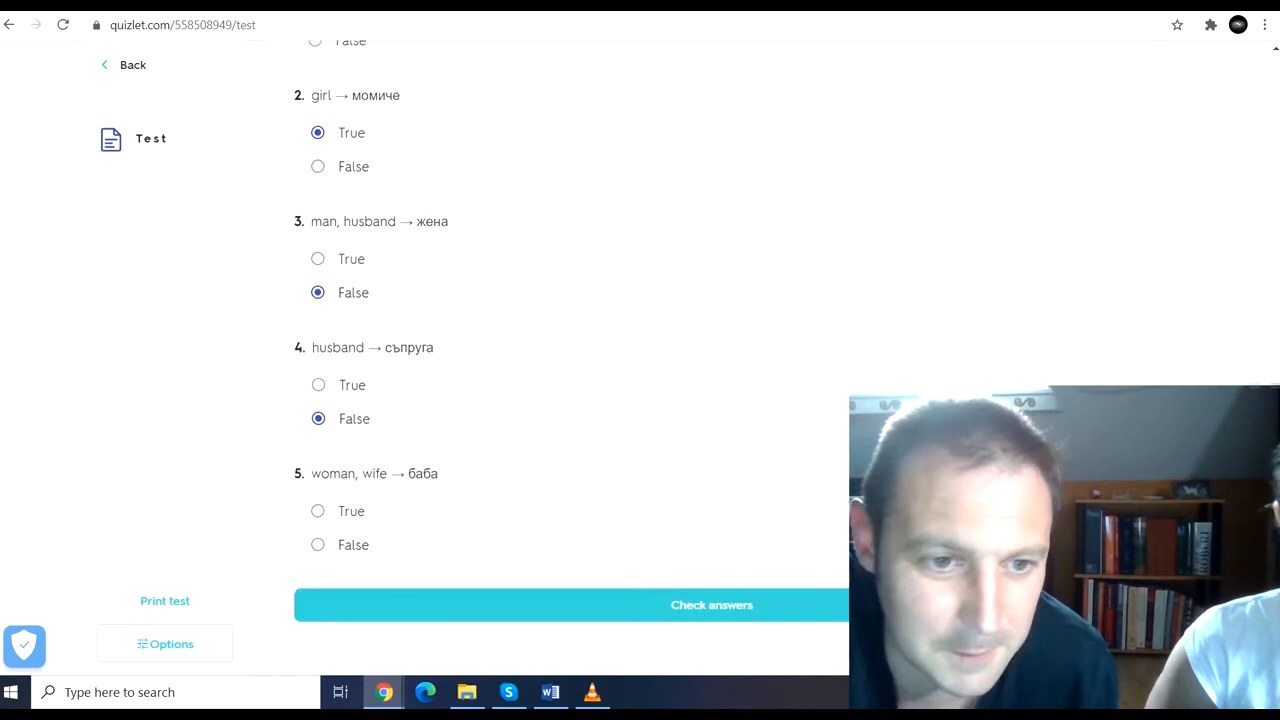 quizlet.com/558508949/test
False
Back
2. girl → момиче
True
Test
False
3. man, husband → жена
True
False
4. husband → съпруга
True
False
5. woman, wife → баба
True
False
Print test
Check answers
Options
Type here to search